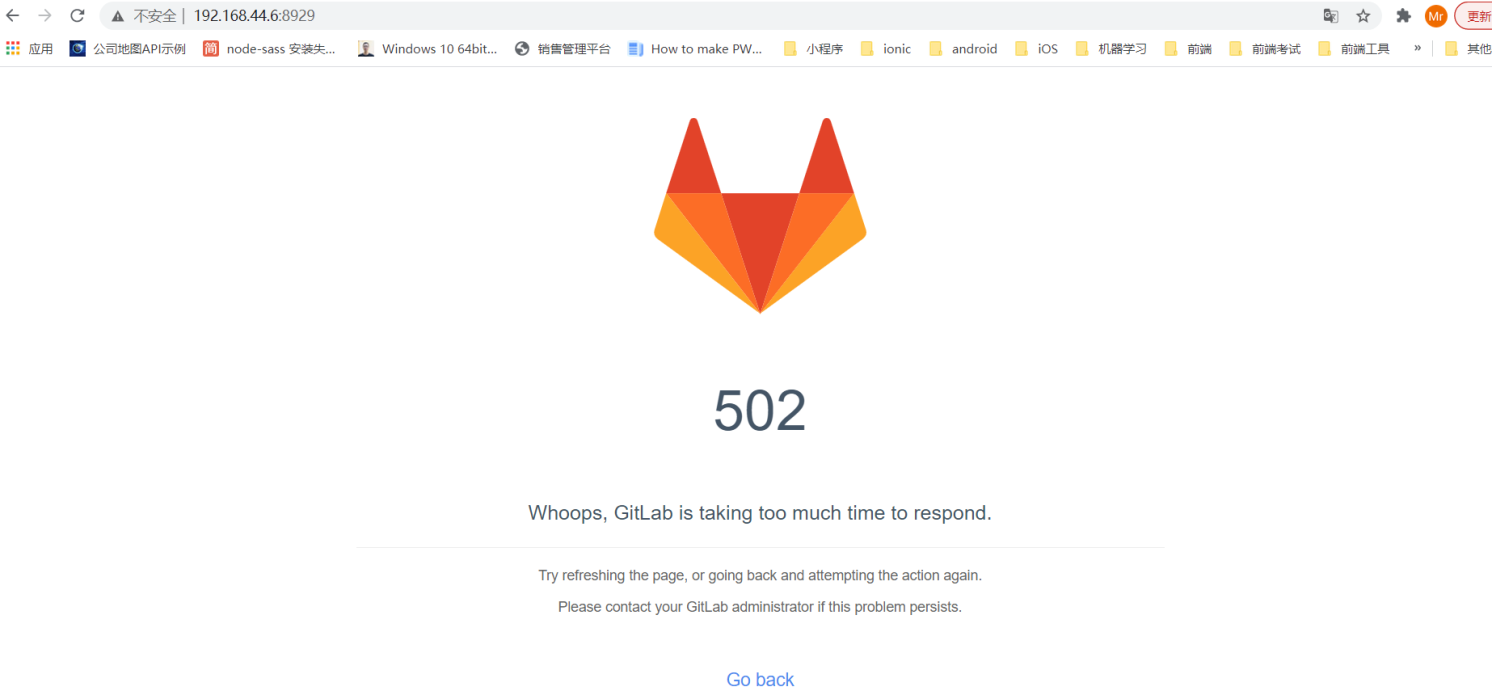 不安全 | 192.168.44.6:8929 Mr 更新
应用 公司地图API示例 简 node-sass 安装失... Windows 10 64bit... 销售管理平台 How to make PW... 小程序 ionic android iOS 机器学习 前端 前端考试 前端工具 » 其他
502
Whoops, GitLab is taking too much time to respond.
Try refreshing the page, or going back and attempting the action again.
Please contact your GitLab administrator if this problem persists.
Go back